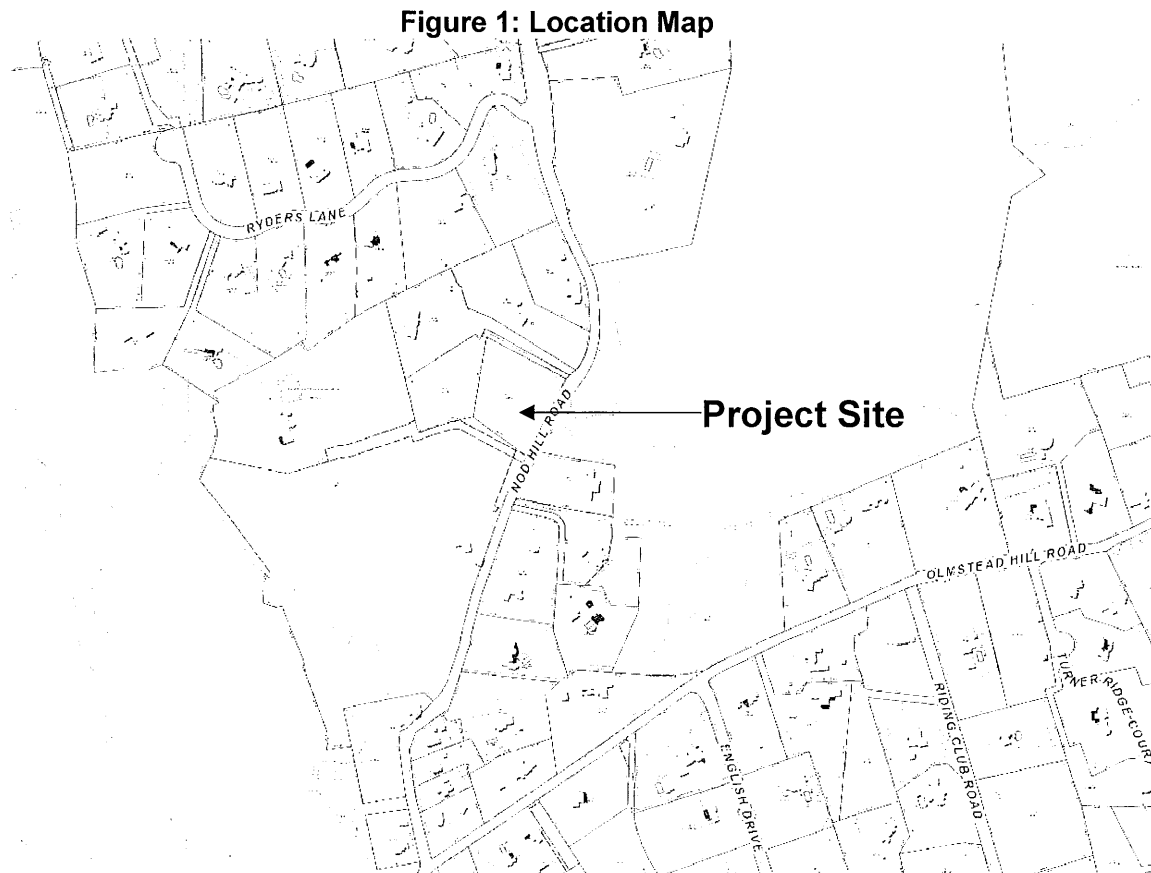 Figure 1: Location Map
RYDERS LANE
Project Site
NOD HILL ROAD
OLMSTEAD HILL ROAD
TURNER RIDGE COURT
RIDING CLUB ROAD
ENGLISH DRIVE